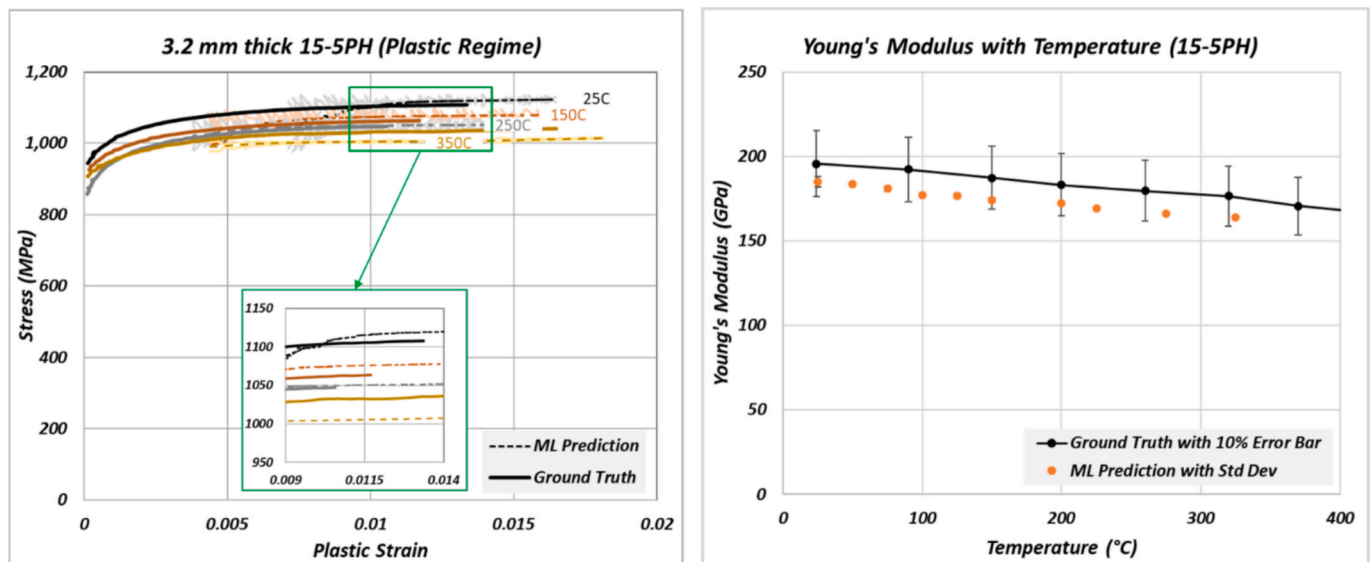 3.2 mm thick 15-5PH (Plastic Regime)
1,200
1,000
800
600
400
200
0
Stress (MPa)
25C
150C
250C
350C
1150
1100
1050
1000
950
0.009 0.0115 0.014
ML Prediction
Ground Truth
0 0.005 0.01 0.015 0.02
Plastic Strain
Young's Modulus with Temperature (15-5PH)
250
200
150
100
50
0
Young's Modulus (GPa)
Ground Truth with 10% Error Bar
ML Prediction with Std Dev
0 100 200 300 400
Temperature (°C)